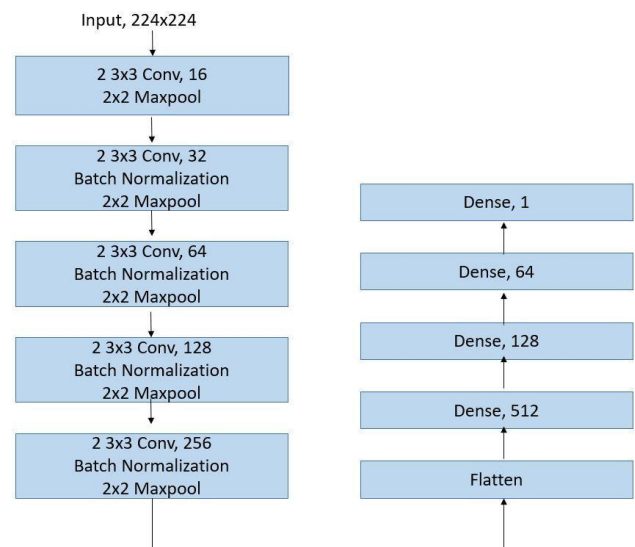 Input, 224x224
2 3x3 Conv, 16
2x2 Maxpool
2 3x3 Conv, 32
Batch Normalization
2x2 Maxpool
2 3x3 Conv, 64
Batch Normalization
2x2 Maxpool
2 3x3 Conv, 128
Batch Normalization
2x2 Maxpool
2 3x3 Conv, 256
Batch Normalization
2x2 Maxpool
Dense, 1
Dense, 64
Dense, 128
Dense, 512
Flatten